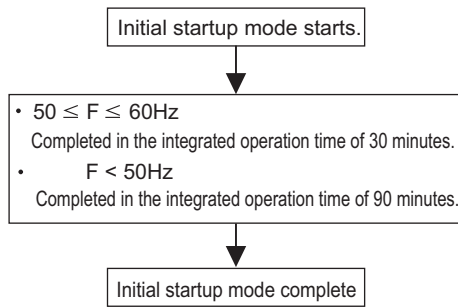 Initial startup mode starts.
・ 50 ≤ F ≤ 60Hz
Completed in the integrated operation time of 30 minutes.
・ F < 50Hz
Completed in the integrated operation time of 90 minutes.
Initial startup mode complete